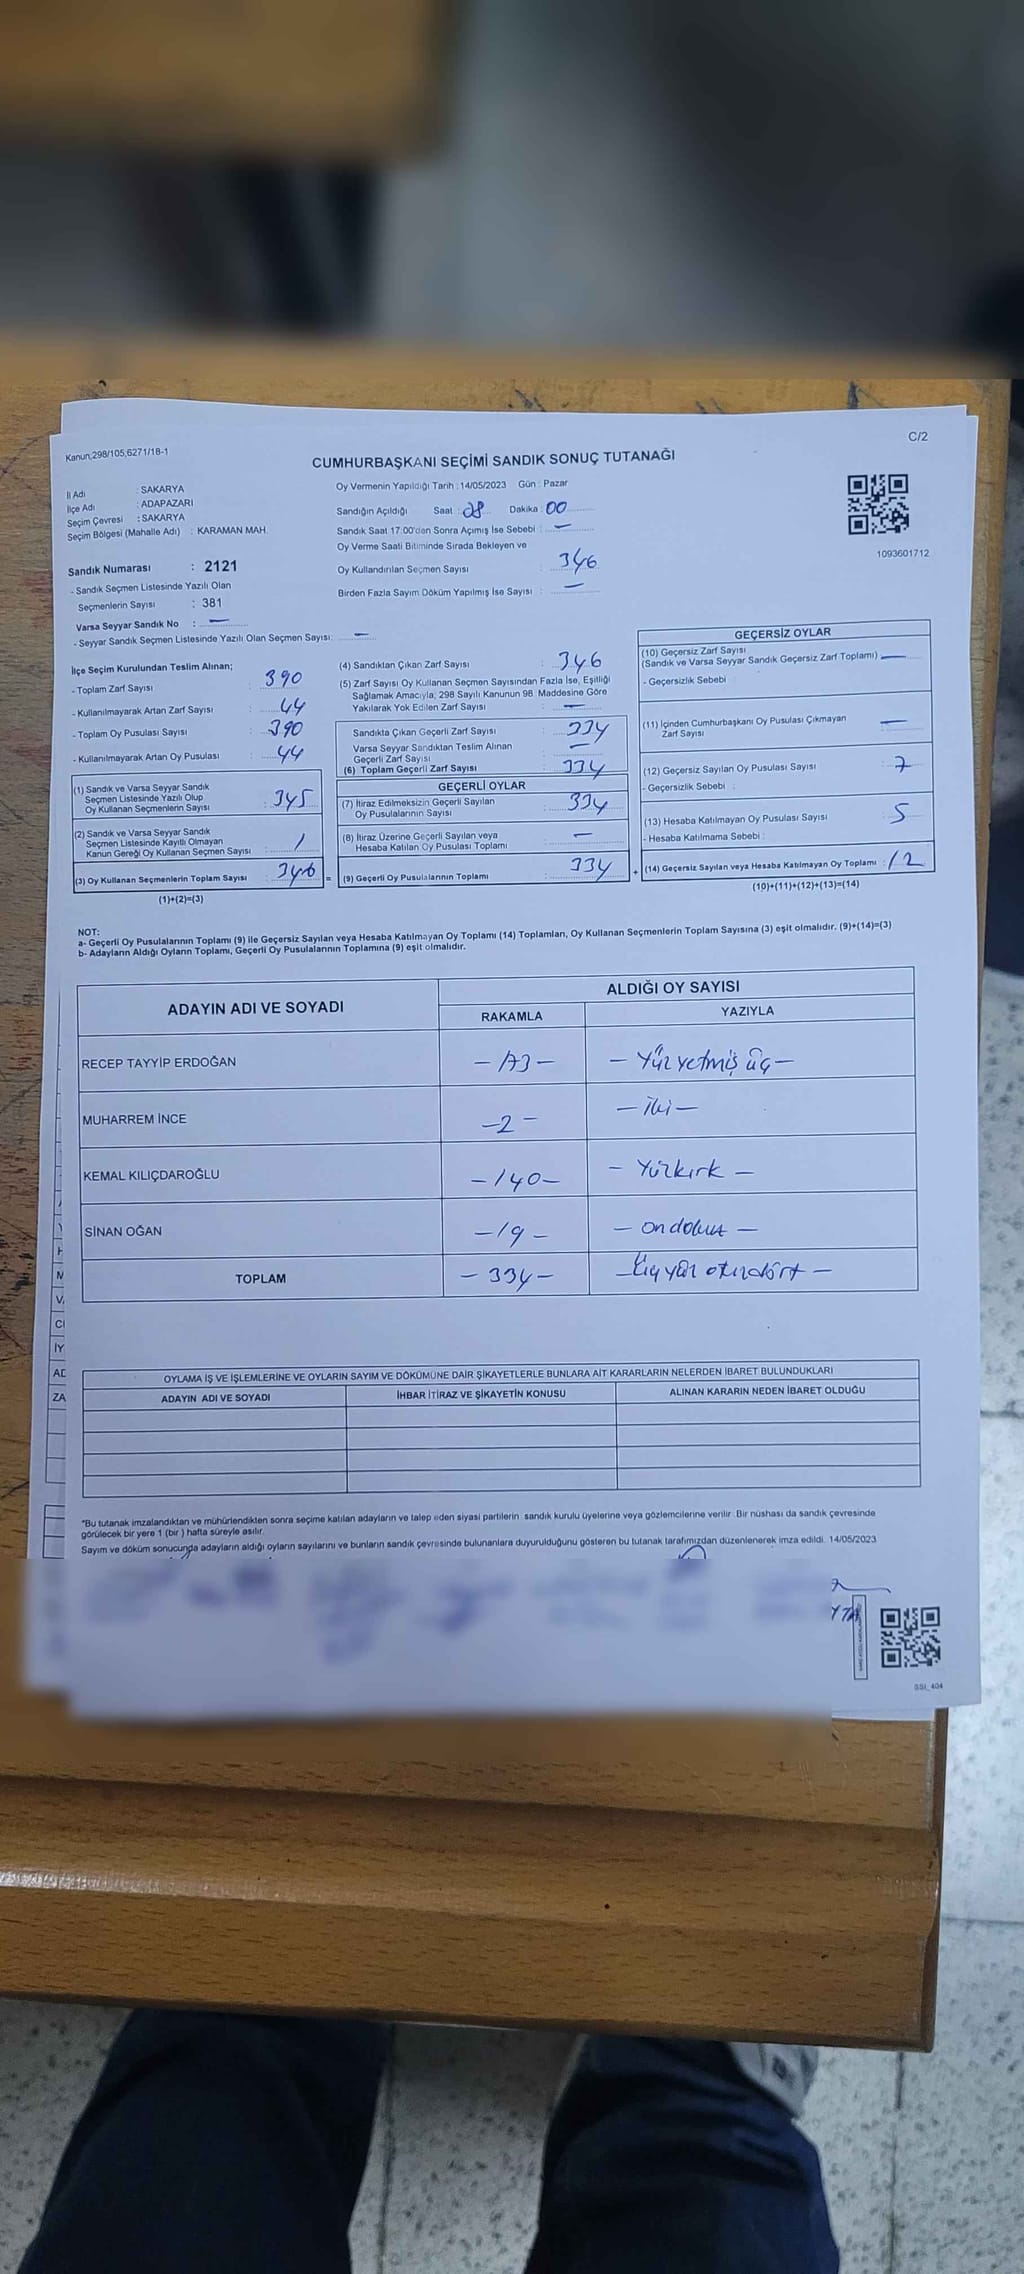 Kanun,298/105,6271/18-1
C/2
CUMHURBAŞKANI SEÇİMİ SANDIK SONUÇ TUTANAĞI
İl Adı : SAKARYA
İlçe Adı : ADAPAZARI
Seçim Çevresi : SAKARYA
Seçim Bölgesi (Mahalle Adı) : KARAMAN MAH.
Sandık Numarası : 2121
- Sandık Seçmen Listesinde Yazılı Olan
Seçmenlerin Sayısı : 381
Varsa Seyyar Sandık No : —
- Seyyar Sandık Seçmen Listesinde Yazılı Olan Seçmen Sayısı: —
Oy Vermenin Yapıldığı Tarih : 14/05/2023 Gün : Pazar
Sandığın Açıldığı Saat : 08 Dakika : 00
Sandık Saat 17:00'dan Sonra Açımış İse Sebebi : —
Oy Verme Saati Bitiminde Sırada Bekleyen ve
Oy Kullandırılan Seçmen Sayısı : 346
Birden Fazla Sayım Döküm Yapılmış İse Sayısı : —
1093601712
İlçe Seçim Kurulundan Teslim Alınan;
- Toplam Zarf Sayısı : 390
- Kullanılmayarak Artan Zarf Sayısı : 44
- Toplam Oy Pusulası Sayısı : 390
- Kullanılmayarak Artan Oy Pusulası : 44
(1) Sandık ve Varsa Seyyar Sandık
Seçmen Listesinde Yazılı Olup
Oy Kullanan Seçmenlerin Sayısı : 345
(2) Sandık ve Varsa Seyyar Sandık
Seçmen Listesinde Kayıtlı Olmayan
Kanun Gereği Oy Kullanan Seçmen Sayısı : 1
(3) Oy Kullanan Seçmenlerin Toplam Sayısı : 346 =
(1)+(2)=(3)
(4) Sandıktan Çıkan Zarf Sayısı : 346
(5) Zarf Sayısı Oy Kullanan Seçmen Sayısından Fazla İse, Eşitliği
Sağlamak Amacıyla; 298 Sayılı Kanunun 98. Maddesine Göre
Yakılarak Yok Edilen Zarf Sayısı : —
Sandıkta Çıkan Geçerli Zarf Sayısı : 334
Varsa Seyyar Sandıktan Teslim Alınan
Geçerli Zarf Sayısı : —
(6) Toplam Geçerli Zarf Sayısı : 334
GEÇERLİ OYLAR
(7) İtiraz Edilmeksizin Geçerli Sayılan
Oy Pusulalarının Sayısı : 334
(8) İtiraz Üzerine Geçerli Sayılan veya
Hesaba Katılan Oy Pusulası Toplamı : —
(9) Geçerli Oy Pusulalarının Toplamı : 334 +
GEÇERSİZ OYLAR
(10) Geçersiz Zarf Sayısı
(Sandık ve Varsa Seyyar Sandık Geçersiz Zarf Toplamı) : —
- Geçersizlik Sebebi :
(11) İçinden Cumhurbaşkanı Oy Pusulası Çıkmayan
Zarf Sayısı : —
(12) Geçersiz Sayılan Oy Pusulası Sayısı : 7
- Geçersizlik Sebebi :
(13) Hesaba Katılmayan Oy Pusulası Sayısı : 5
- Hesaba Katılmama Sebebi :
(14) Geçersiz Sayılan veya Hesaba Katılmayan Oy Toplamı : 12
(10)+(11)+(12)+(13)=(14)
NOT:
a- Geçerli Oy Pusulalarının Toplamı (9) ile Geçersiz Sayılan veya Hesaba Katılmayan Oy Toplamı (14) Toplamları, Oy Kullanan Seçmenlerin Toplam Sayısına (3) eşit olmalıdır. (9)+(14)=(3)
b- Adayların Aldığı Oyların Toplamı, Geçerli Oy Pusulalarının Toplamına (9) eşit olmalıdır.
ADAYIN ADI VE SOYADI
ALDIĞI OY SAYISI
RAKAMLA YAZIYLA
RECEP TAYYİP ERDOĞAN -173- - Yüz yetmiş üç -
MUHARREM İNCE -2- - İki -
KEMAL KILIÇDAROĞLU -140- - Yüzkırk -
SİNAN OĞAN -19- - ondokuz -
TOPLAM -334- - Üçyüz otuzdört -
OYLAMA İŞ VE İŞLEMLERİNE VE OYLARIN SAYIM VE DÖKÜMÜNE DAİR ŞİKAYETLERLE BUNLARA AİT KARARLARIN NELERDEN İBARET BULUNDUKLARI
ADAYIN ADI VE SOYADI İHBAR İTİRAZ VE ŞİKAYETİN KONUSU ALINAN KARARIN NEDEN İBARET OLDUĞU
*Bu tutanak imzalandıktan ve mühürlendikten sonra seçime katılan adayların ve talep eden siyasi partilerin sandık kurulu üyelerine veya gözlemcilerine verilir. Bir nüshası da sandık çevresinde
görülecek bir yere 1 (bir ) hafta süreyle asılır.
Sayım ve döküm sonucunda adayların aldığı oyların sayılarını ve bunların sandık çevresinde bulunanlara duyurulduğunu gösteren bu tutanak tarafımızdan düzenlenerek imza edildi. 14/05/2023
SSI_404